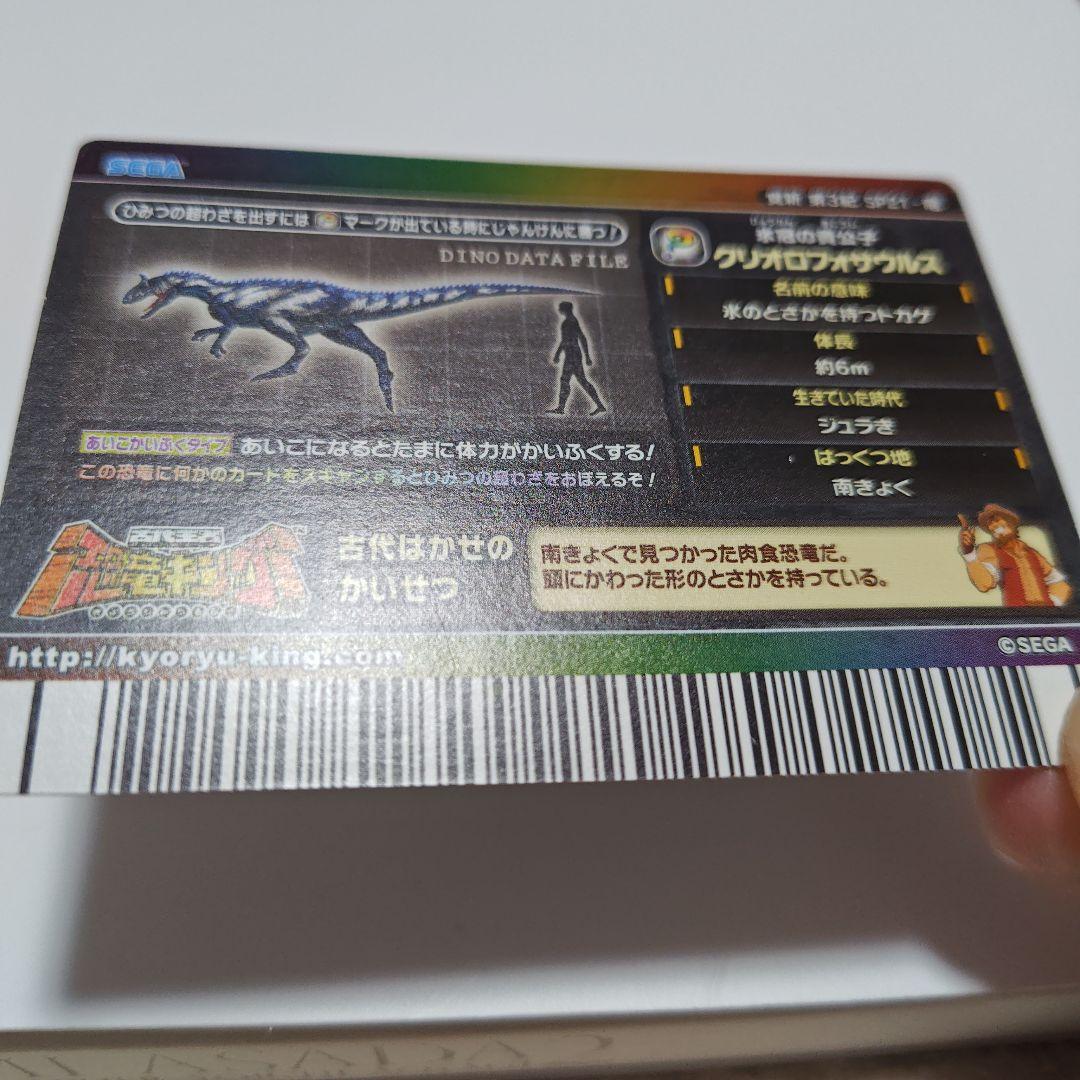 SEGA
ひみつの超わざを出すには マークが出ている時にじゃんけんに勝つ!
DINO DATA FILE
氷冠の貴公子
クリオロフォサウルス
名前の意味
氷のとさかを持つトカゲ
体長
約6m
生きていた時代
ジュラき
はっくつ地
南きょく
あいこかいふくタイプ あいこになるとたまに体力がかいふくする!
この恐竜に何かのカードをスキャンするとひみつの超わざをおぼえるぞ!
古代王者
恐竜キング
古代はかせの
かいせつ
南きょくで見つかった肉食恐竜だ。
頭にかわった形のとさかを持っている。
http://kyoryu-king.com
©SEGA